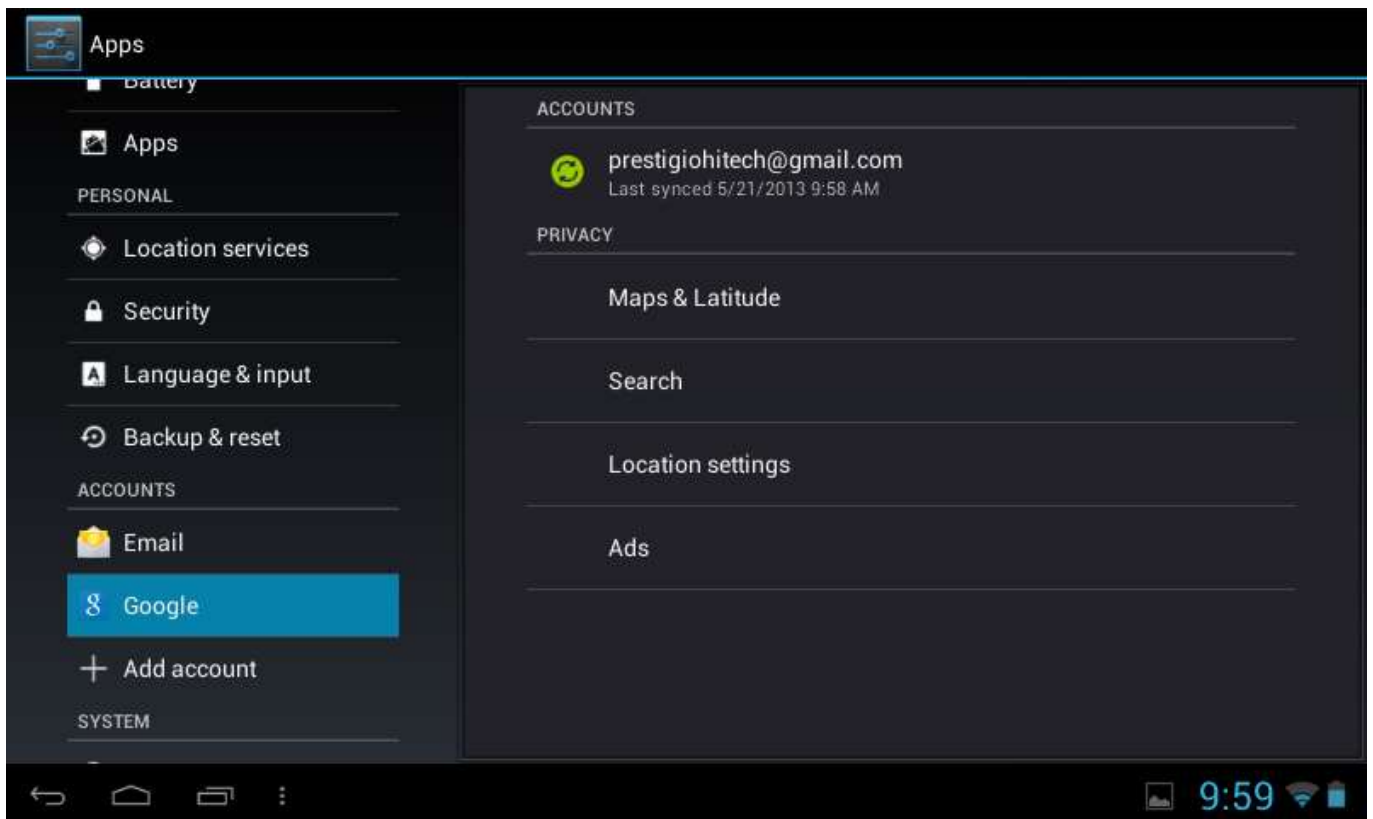 Apps
Battery
Apps
PERSONAL
Location services
Security
Language & input
Backup & reset
ACCOUNTS
Email
Google
Add account
SYSTEM
ACCOUNTS
prestigiohitech@gmail.com
Last synced 5/21/2013 9:58 AM
PRIVACY
Maps & Latitude
Search
Location settings
Ads
9:59